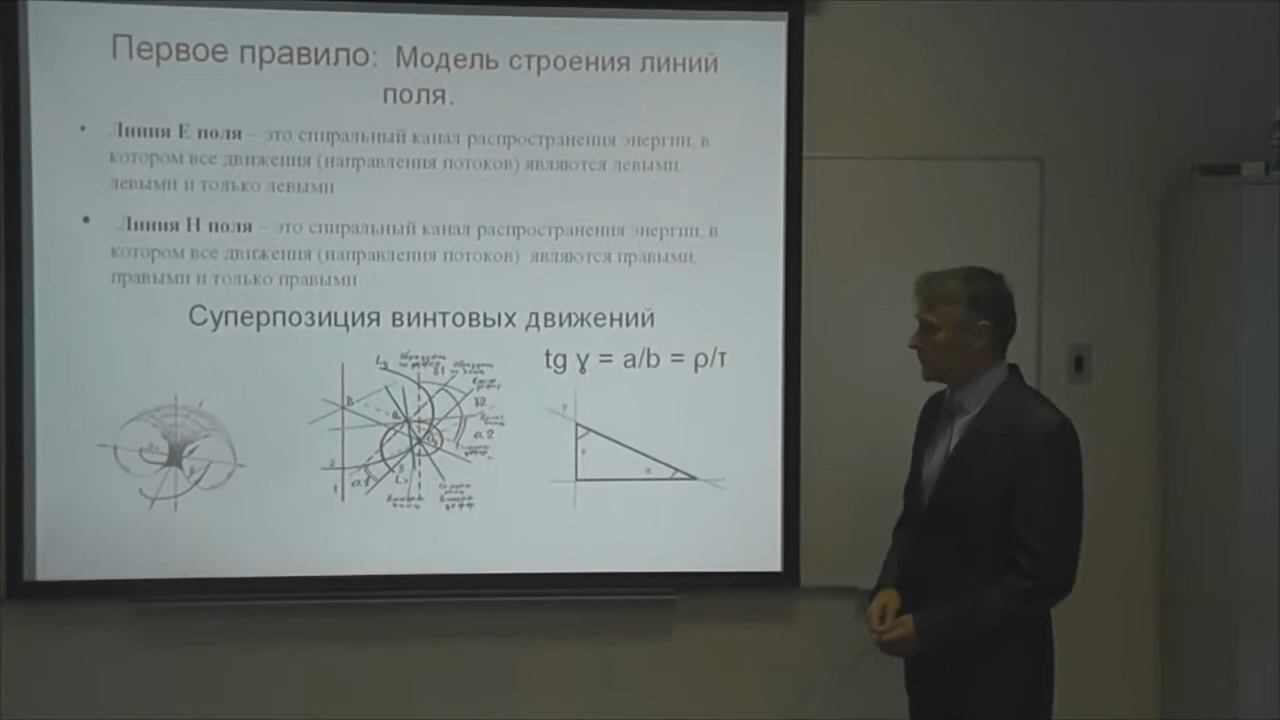 Первое правило: Модель строения линий
поля.
• Линия Е поля – это спиральный канал распространения энергии, в
котором все движения (направления потоков) являются левыми,
левыми и только левыми
• Линия Н поля – это спиральный канал распространения энергии, в
котором все движения (направления потоков) являются правыми,
правыми и только правыми
Суперпозиция винтовых движений
tg ɣ = a/b = ρ/τ
B
2
1